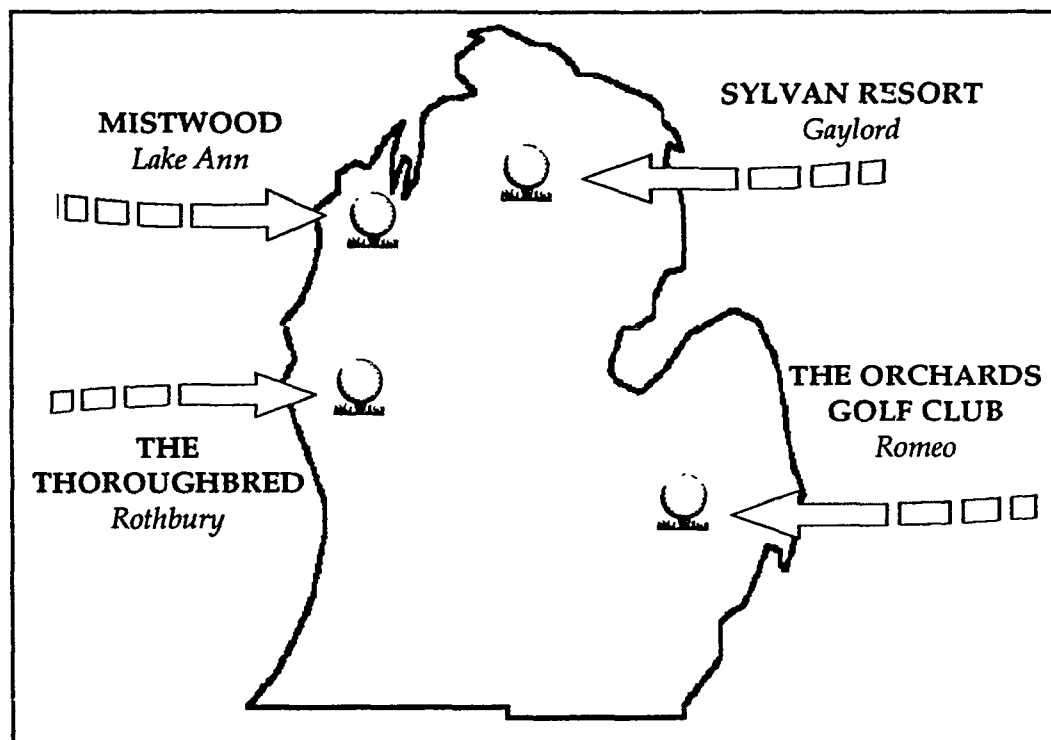 MISTWOOD
Lake Ann
SYLVAN RESORT
Gaylord
THE
THOROUGHBRED
Rothbury
THE ORCHARDS
GOLF CLUB
Romeo